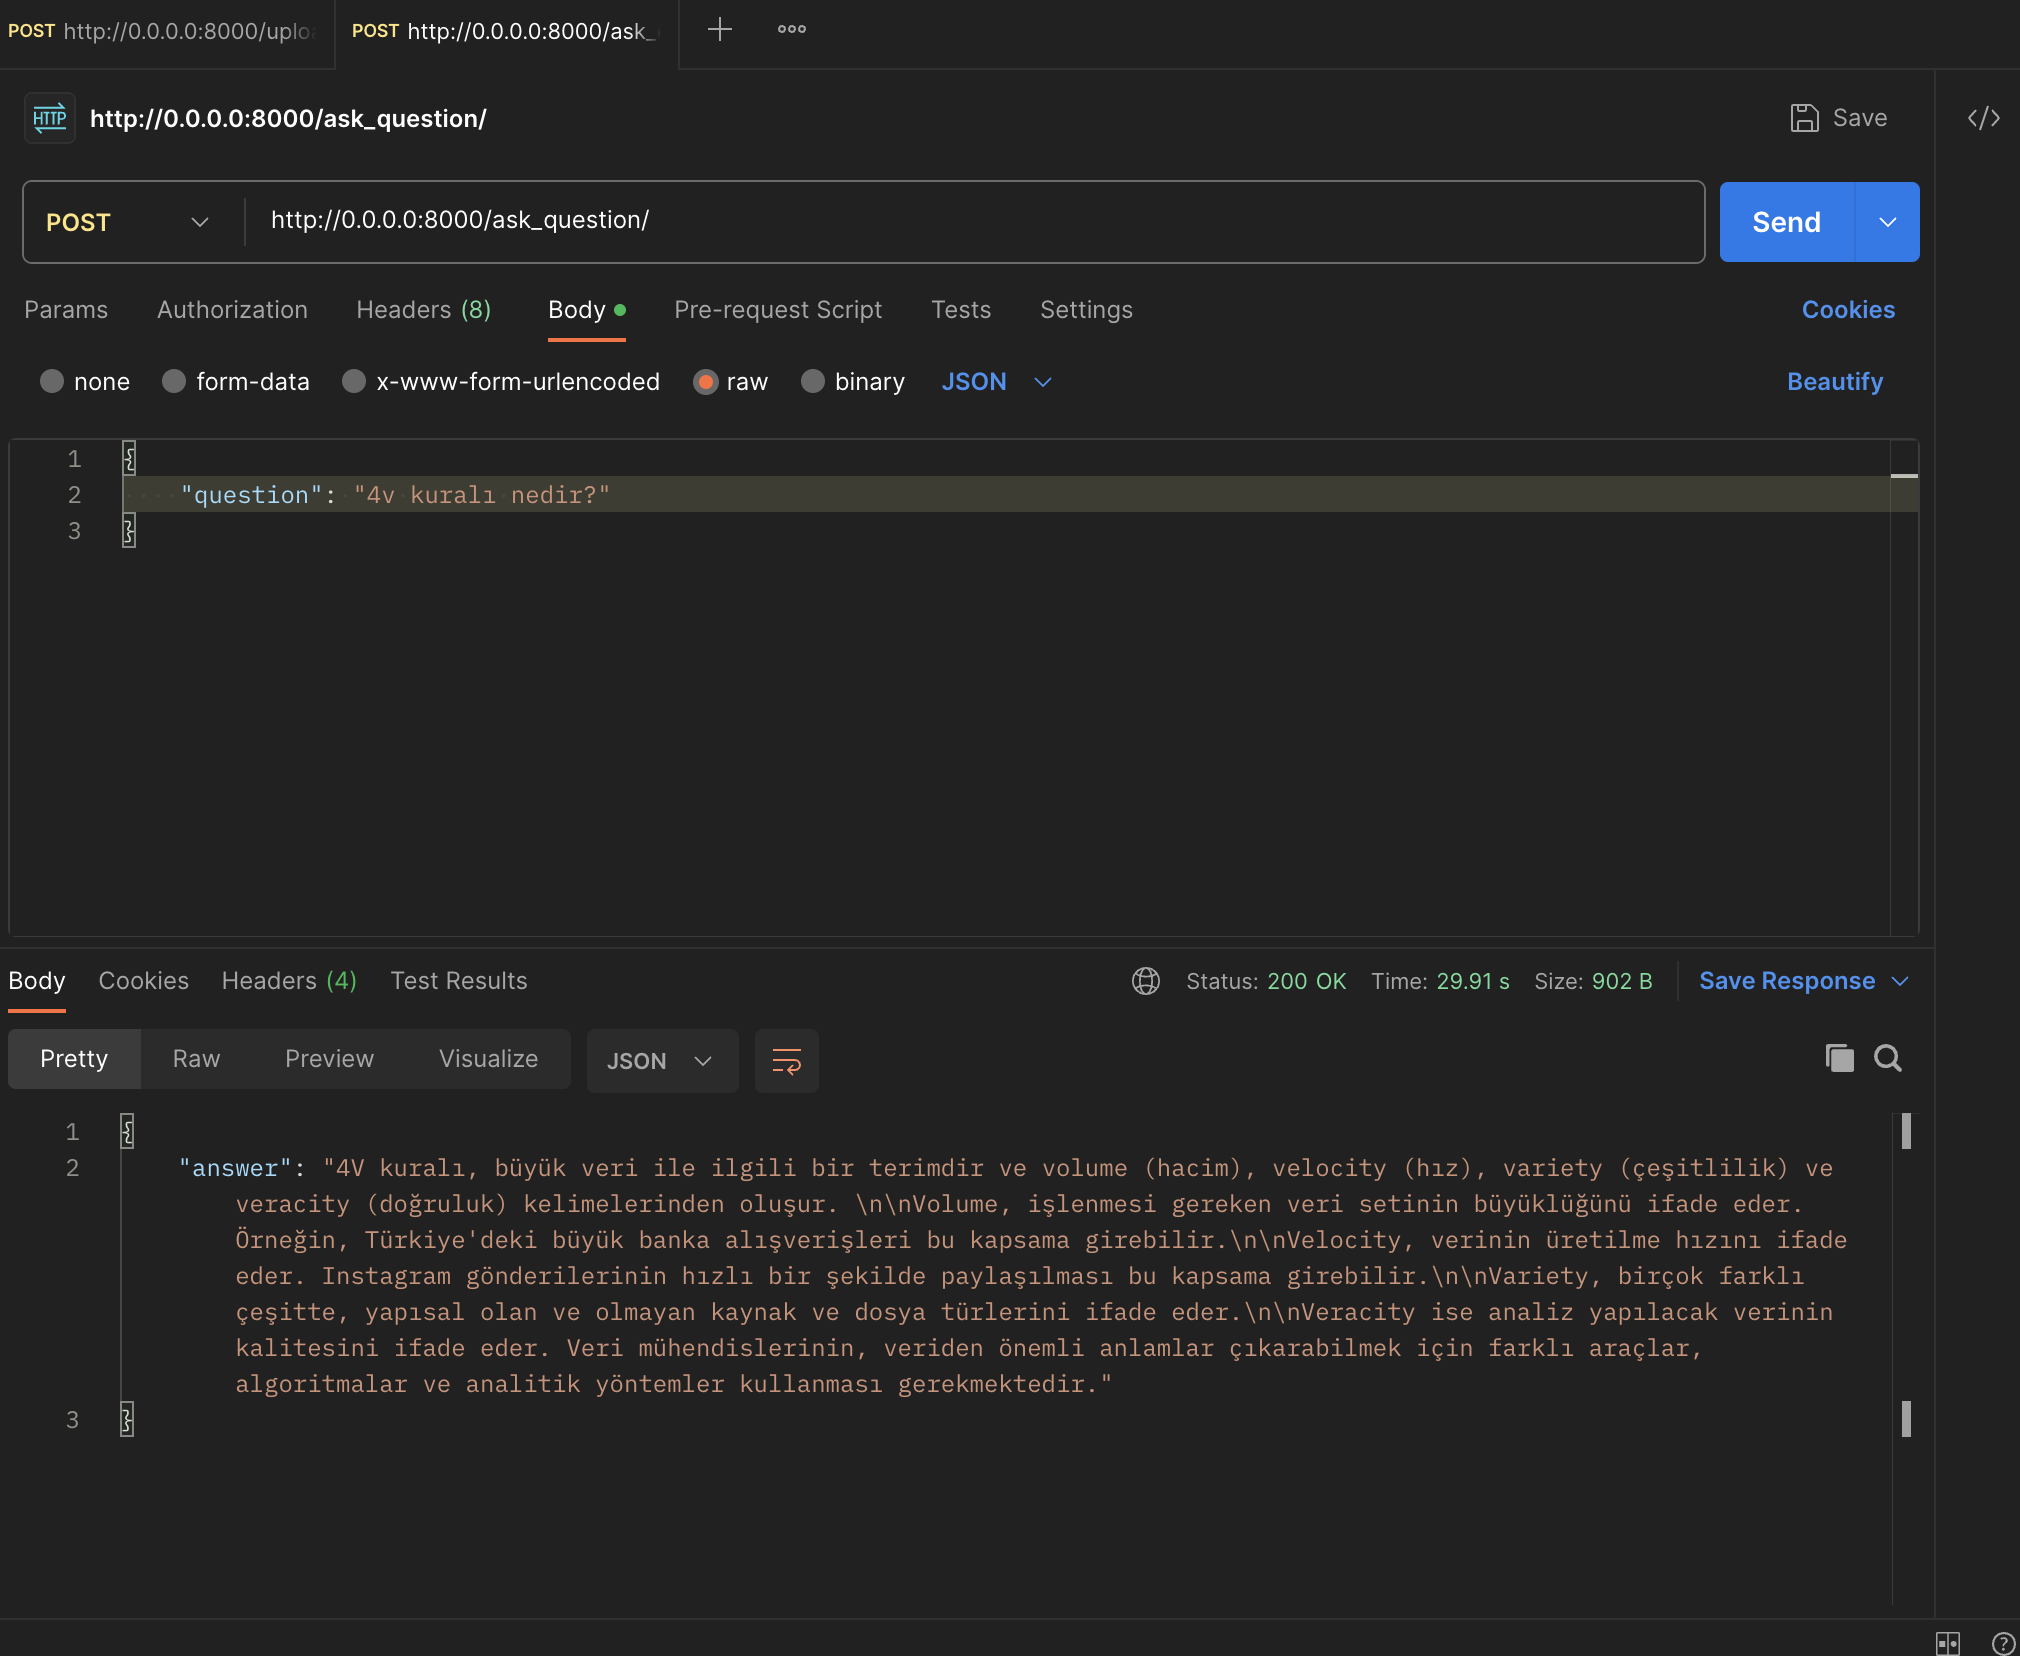 POST http://0.0.0.0:8000/uplo
POST http://0.0.0.0:8000/ask_
HTTP http://0.0.0.0:8000/ask_question/
Save
</>
POST http://0.0.0.0:8000/ask_question/
Send
Params Authorization Headers (8) Body Pre-request Script Tests Settings Cookies
none form-data x-www-form-urlencoded raw binary JSON Beautify
1 {
2 "question": "4v kuralı nedir?"
3 }
Body Cookies Headers (4) Test Results Status: 200 OK Time: 29.91 s Size: 902 B Save Response
Pretty Raw Preview Visualize JSON
1 {
2 "answer": "4V kuralı, büyük veri ile ilgili bir terimdir ve volume (hacim), velocity (hız), variety (çeşitlilik) ve
veracity (doğruluk) kelimelerinden oluşur. \n\nVolume, işlenmesi gereken veri setinin büyüklüğünü ifade eder.
Örneğin, Türkiye'deki büyük banka alışverişleri bu kapsama girebilir.\n\nVelocity, verinin üretilme hızını ifade
eder. Instagram gönderilerinin hızlı bir şekilde paylaşılması bu kapsama girebilir.\n\nVariety, birçok farklı
çeşitte, yapısal olan ve olmayan kaynak ve dosya türlerini ifade eder.\n\nVeracity ise analiz yapılacak verinin
kalitesini ifade eder. Veri mühendislerinin, veriden önemli anlamlar çıkarabilmek için farklı araçlar,
algoritmalar ve analitik yöntemler kullanması gerekmektedir."
3 }